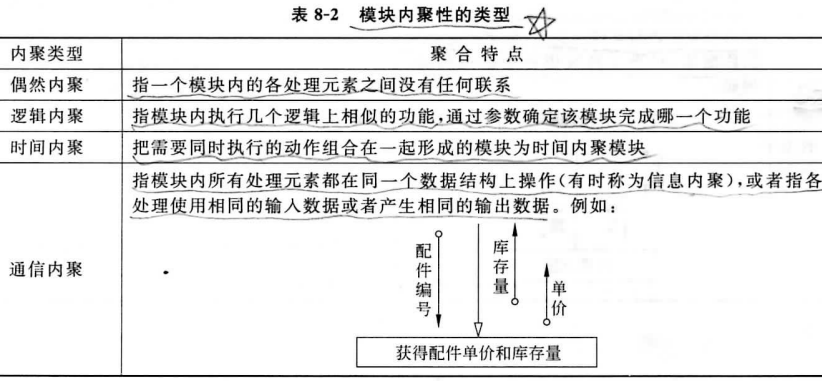 表 8-2 模块内聚性的类型
内聚类型 聚合特点
偶然内聚 指一个模块内的各处理元素之间没有任何联系
逻辑内聚 指模块内执行几个逻辑上相似的功能,通过参数确定该模块完成哪一个功能
时间内聚 把需要同时执行的动作组合在一起形成的模块为时间内聚模块
指模块内所有处理元素都在同一个数据结构上操作(有时称为信息内聚),或者指各
处理使用相同的输入数据或者产生相同的输出数据。例如:
通信内聚
配件编号
库存量
单价
获得配件单价和库存量